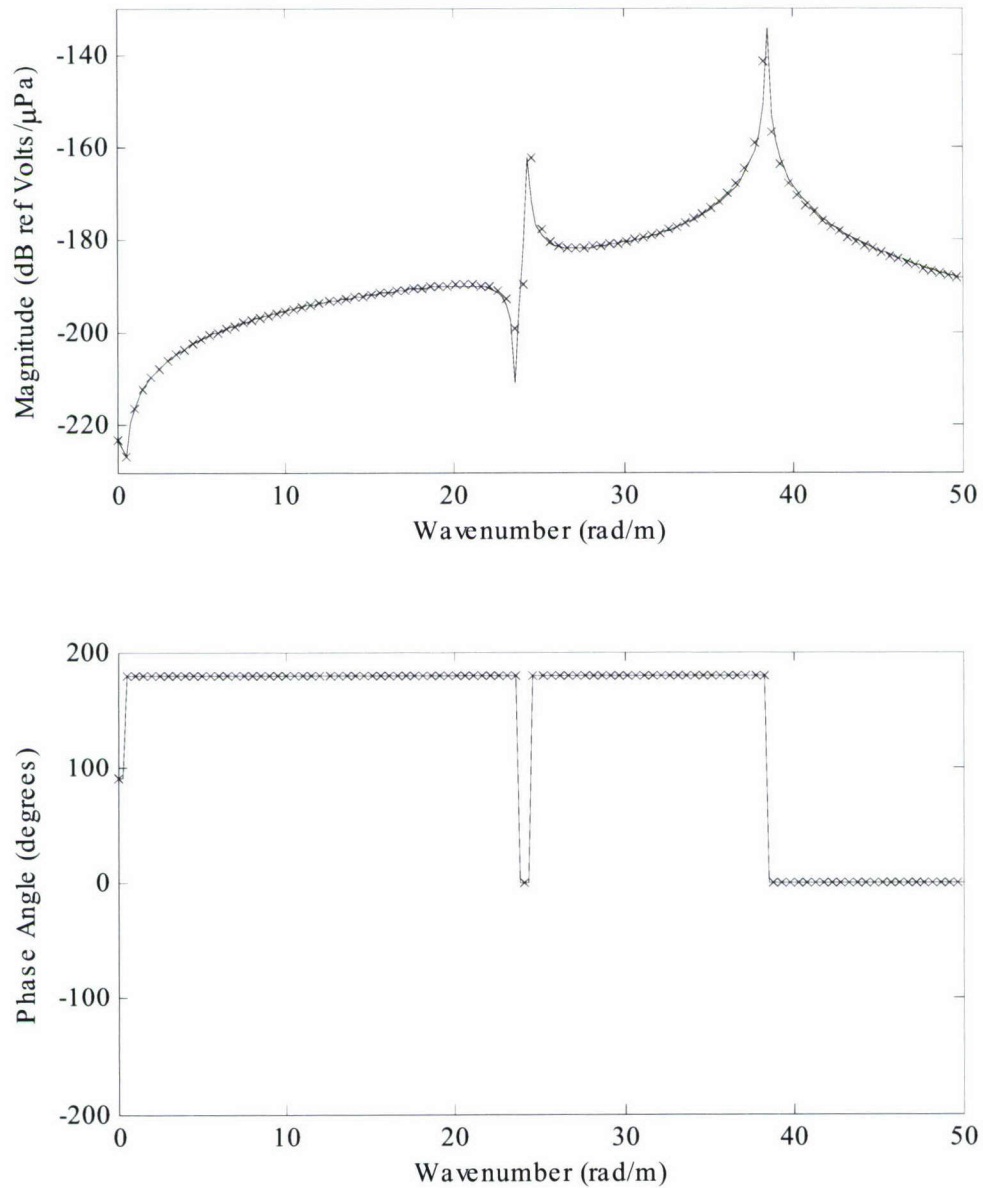 -140
-160
-180
-200
-220
Magnitude (dB ref Volts/μPa)
0 10 20 30 40 50
Wavenumber (rad/m)
200
100
0
-100
-200
Phase Angle (degrees)
0 10 20 30 40 50
Wavenumber (rad/m)